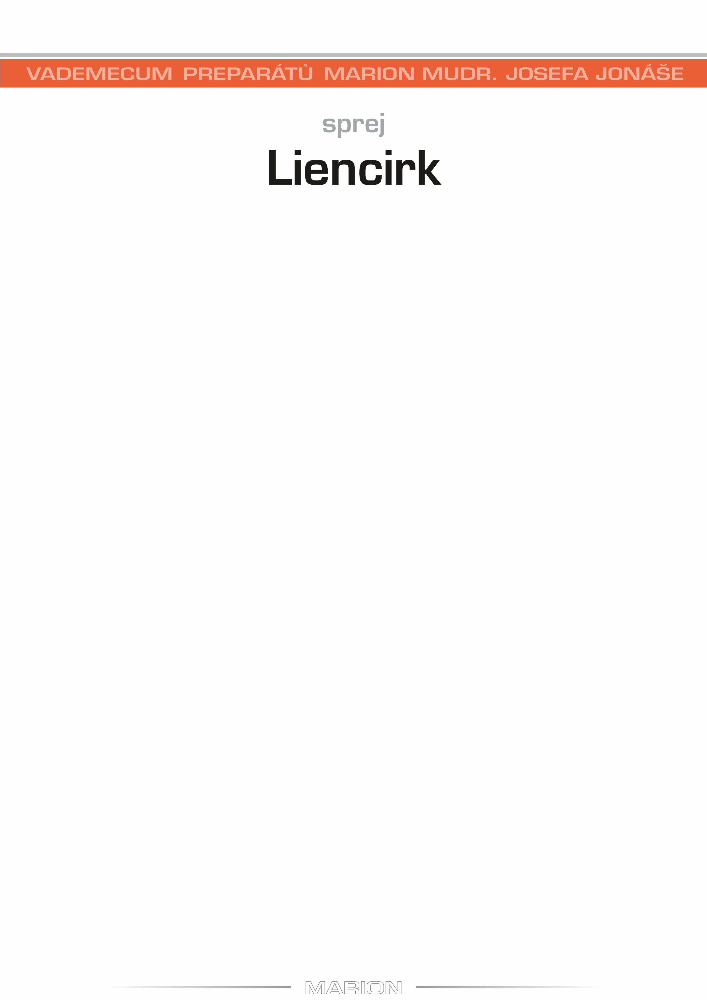 VADEMECUM PREPARÁTŮ MARION MUDR. JOSEFA JONÁŠE
sprej
Liencirk
MARION